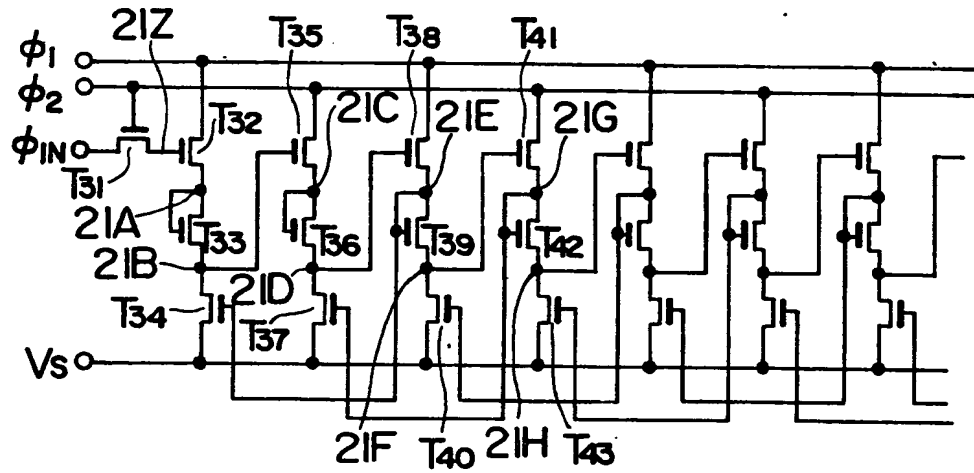 21Z T35 T38 T41
ϕ1
ϕ2
T32 21C 21E 21G
ϕIN
T31
21A T33 T36 T39 T42
21B 21D
T34 T37
Vs
21F T40 21H T43